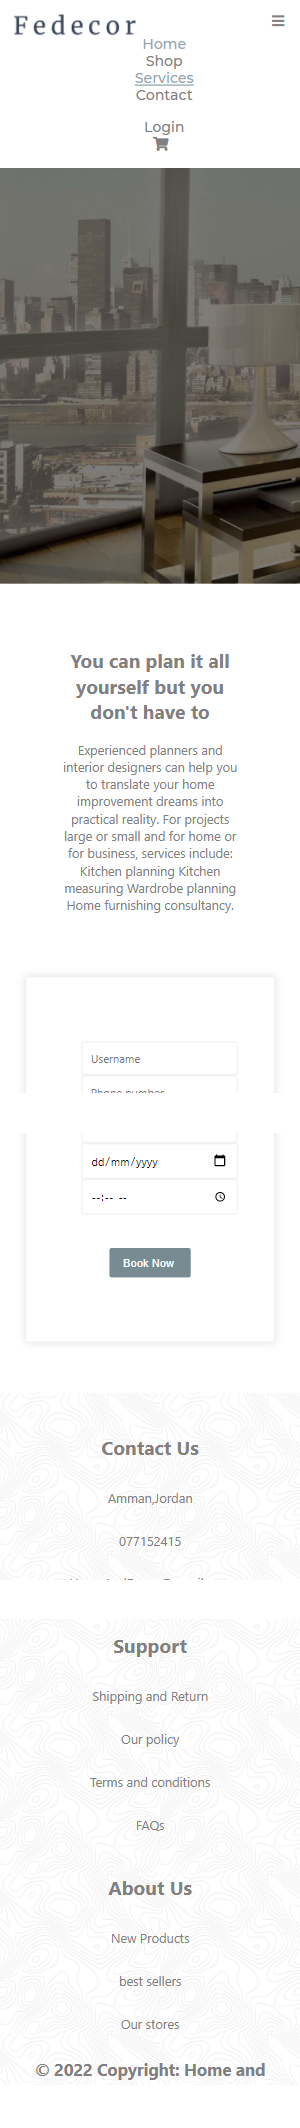 Fedecor
Home
Shop
Services
Contact
Login
You can plan it all
yourself but you
don't have to
Experienced planners and
interior designers can help you
to translate your home
improvement dreams into
practical reality. For projects
large or small and for home or
for business, services include:
Kitchen planning Kitchen
measuring Wardrobe planning
Home furnishing consultancy.
Username
Phone number
dd/mm/yyyy
--:-- --
Book Now
Contact Us
Amman,Jordan
077152415
Support
Shipping and Return
Our policy
Terms and conditions
FAQs
About Us
New Products
best sellers
Our stores
© 2022 Copyright: Home and